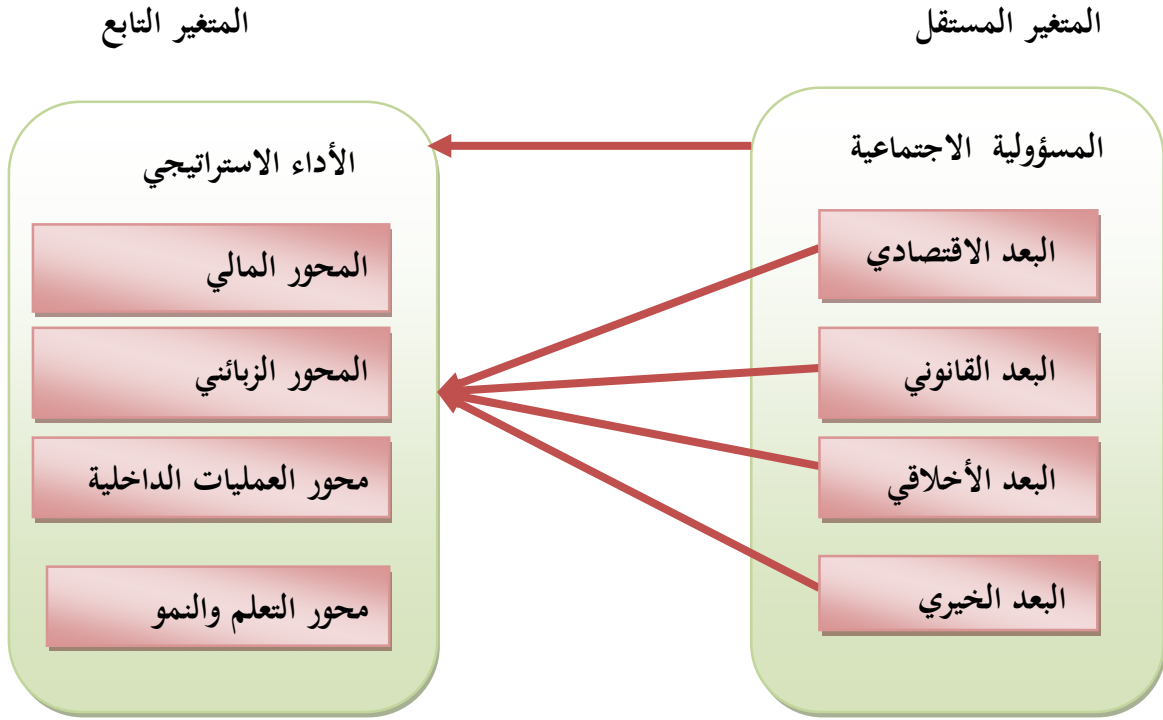 المتغير المستقل
المتغير التابع
المسؤولية الاجتماعية
البعد الاقتصادي
البعد القانوني
البعد الأخلاقي
البعد الخيري
الأداء الاستراتيجي
المحور المالي
المحور الزبائني
محور العمليات الداخلية
محور التعلم والنمو